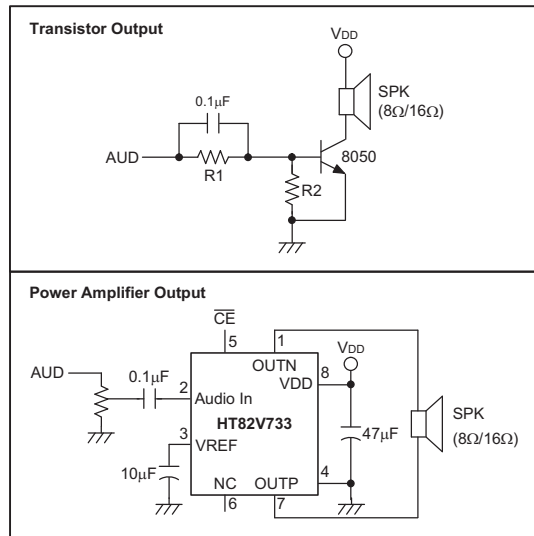 Transistor Output
VDD
SPK
(8Ω/16Ω)
0.1μF
AUD
R1
8050
R2
Power Amplifier Output
CE
5
1
OUTN
VDD
8
VDD
AUD
0.1μF
2
Audio In
HT82V733
3
VREF
10μF
47μF
SPK
(8Ω/16Ω)
NC
OUTP
4
6
7